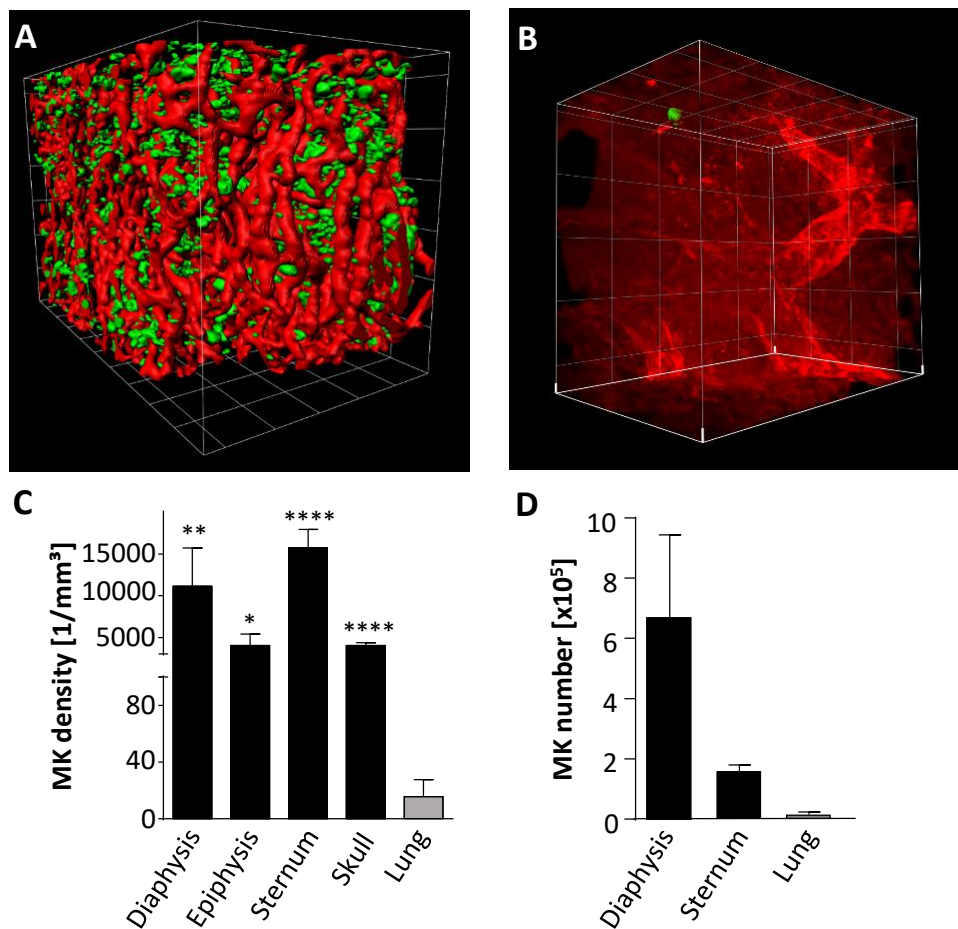 A
B
C
MK density [1/mm³]
15000
10000
5000
80
40
0
**
*
****
****
Diaphysis
Epiphysis
Sternum
Skull
Lung
D
MK number [x10⁵]
10
8
6
4
2
0
Diaphysis
Sternum
Lung